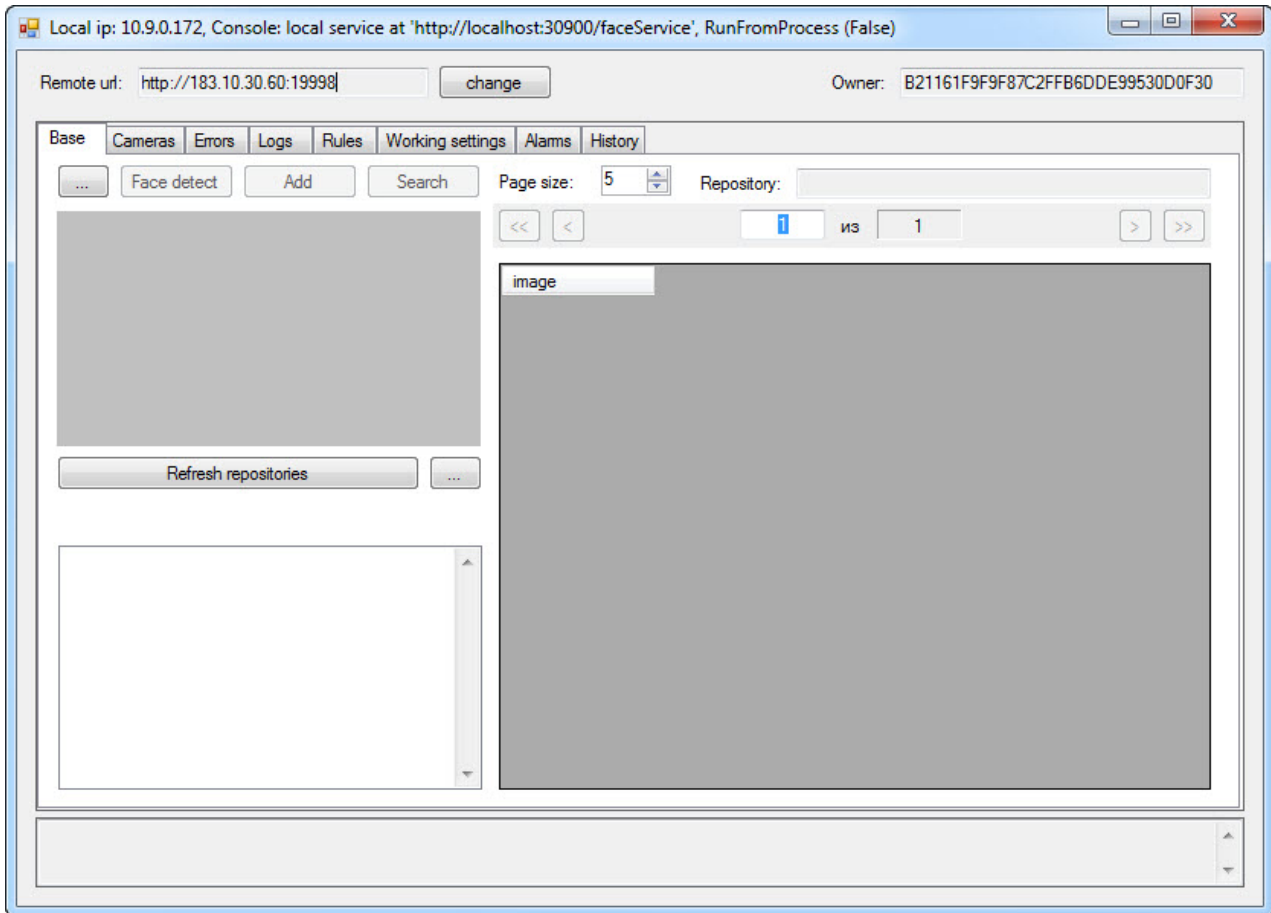 Local ip: 10.9.0.172, Console: local service at 'http://localhost:30900/faceService', RunFromProcess (False)
Remote url: http://183.10.30.60:19998 change Owner: B21161F9F9F87C2FFB6DDE99530D0F30
Base Cameras Errors Logs Rules Working settings Alarms History
... Face detect Add Search Page size: 5 Repository:
<< < 1 из 1 > >>
image
Refresh repositories ...